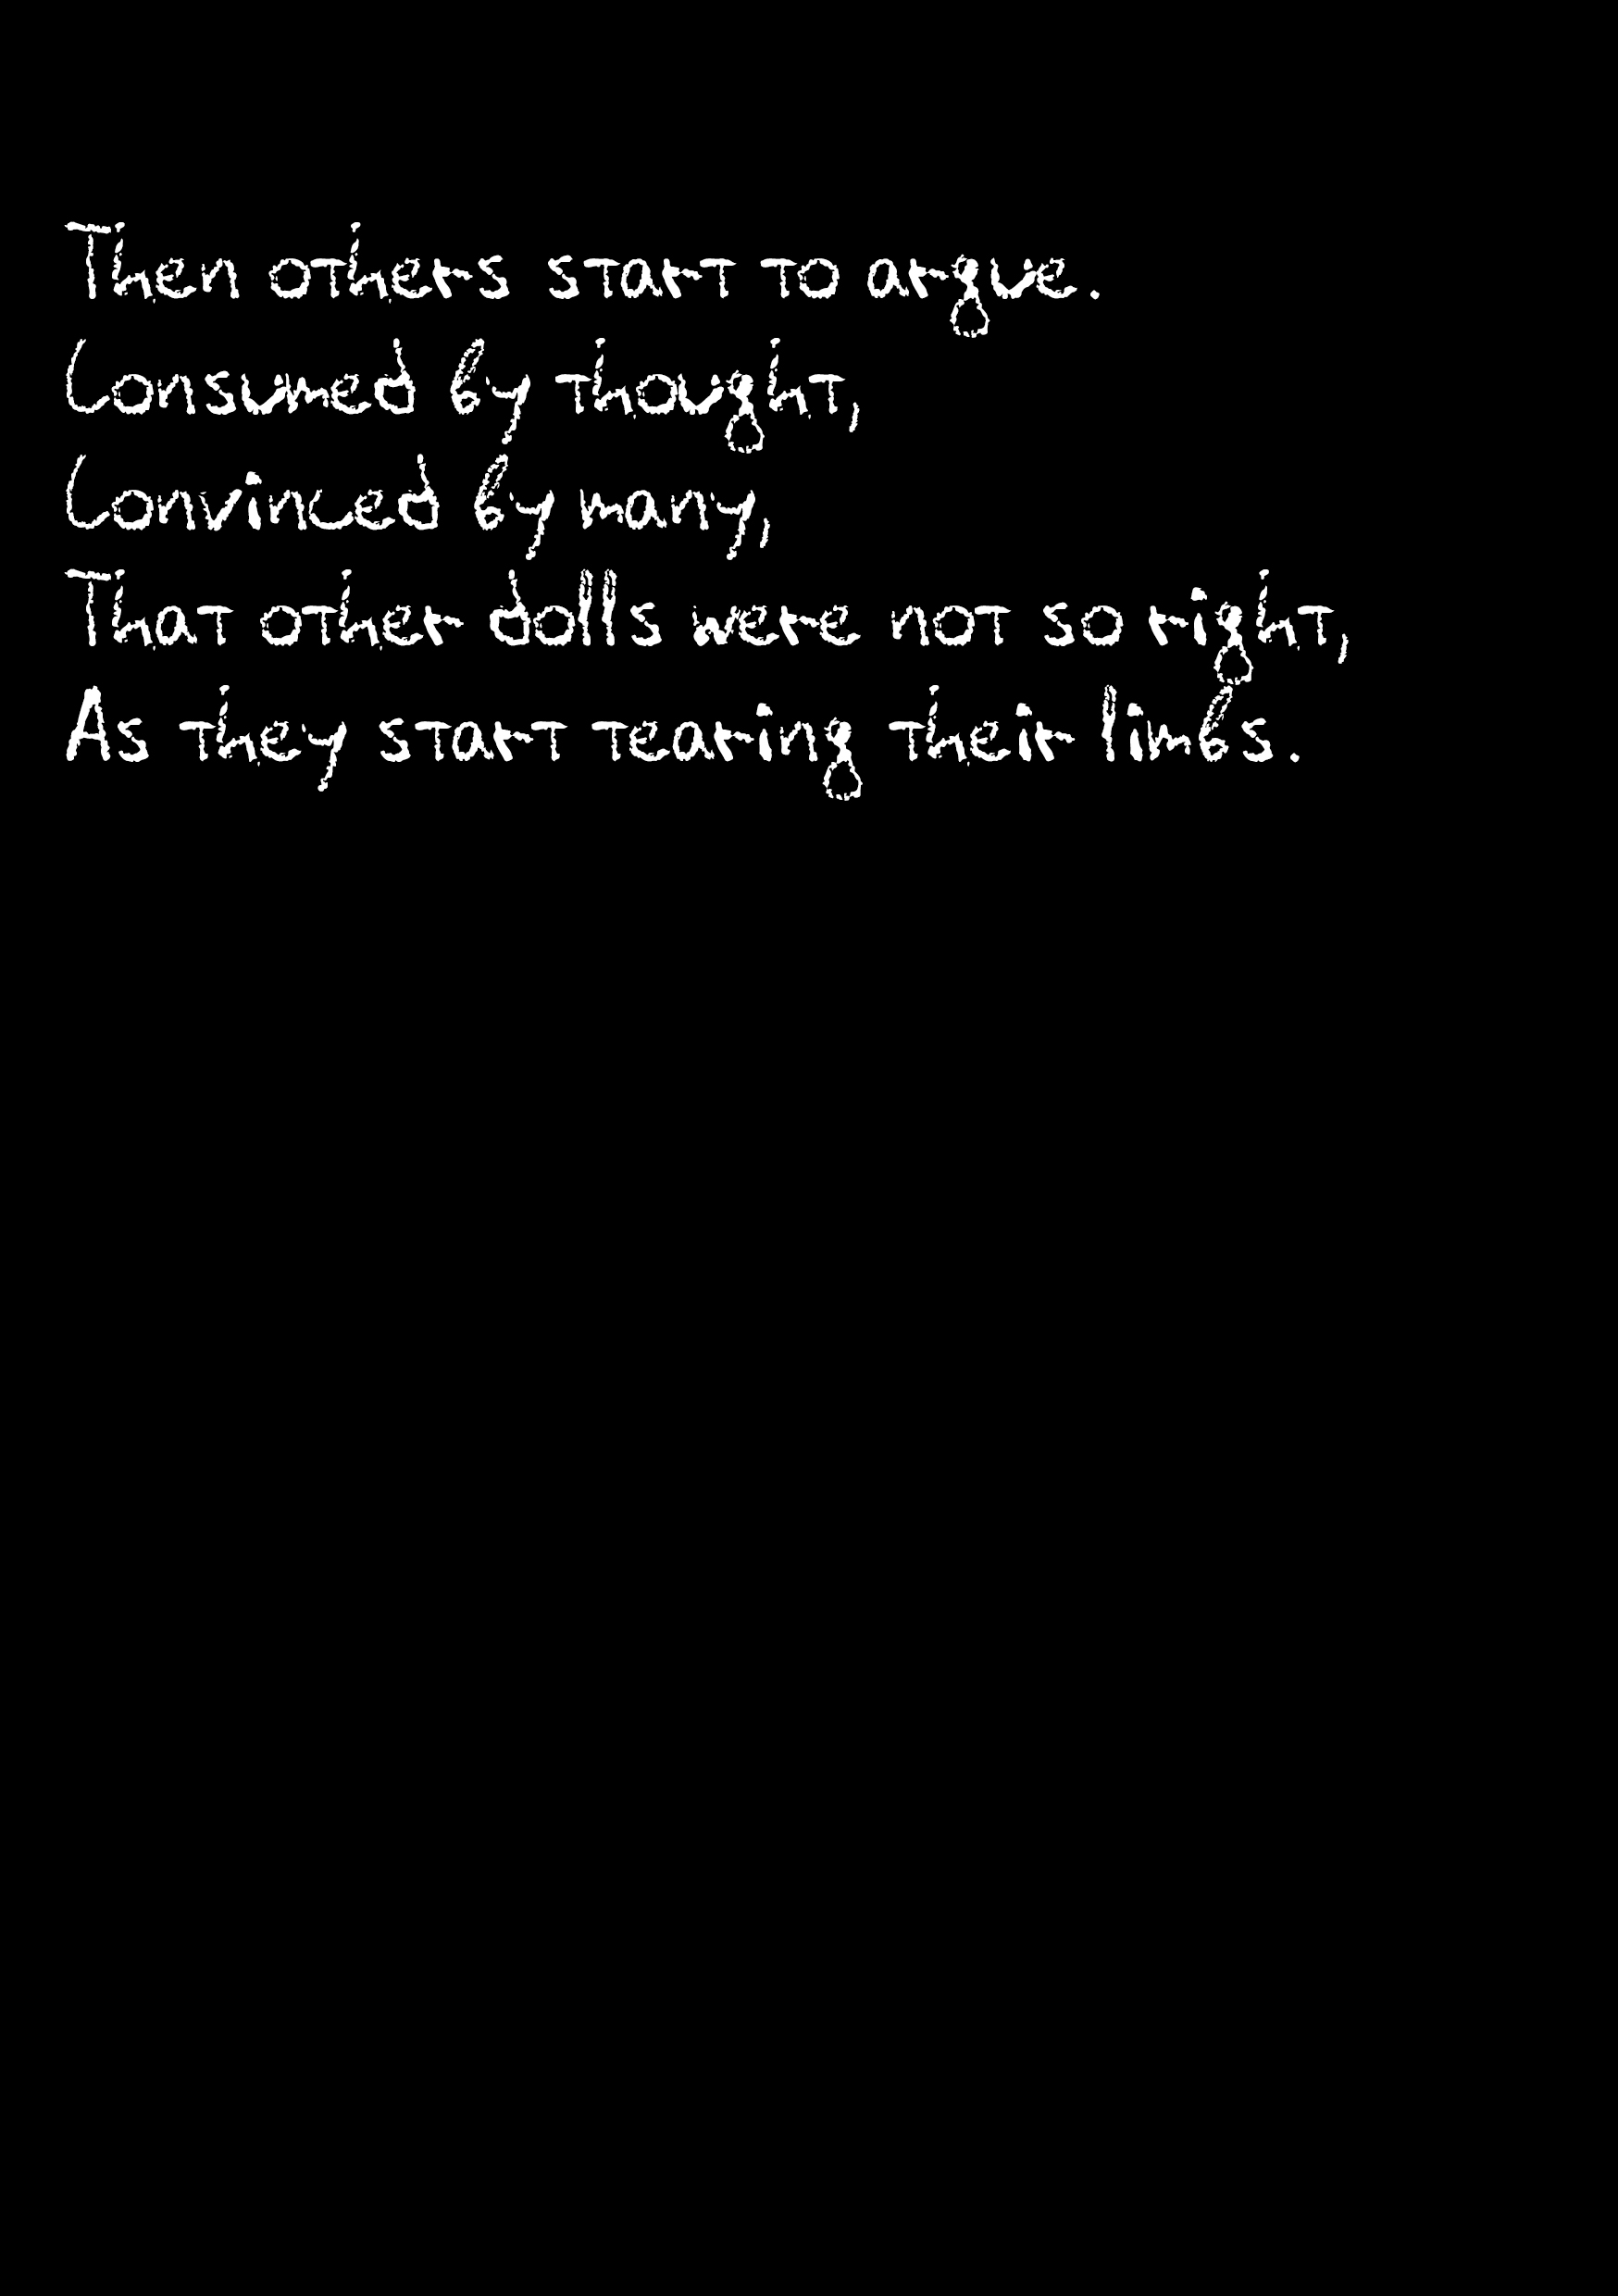 Then others start to argue.
Consumed by thought,
Convinced by many,
That other dolls were not so right,
As they start tearing their limbs.